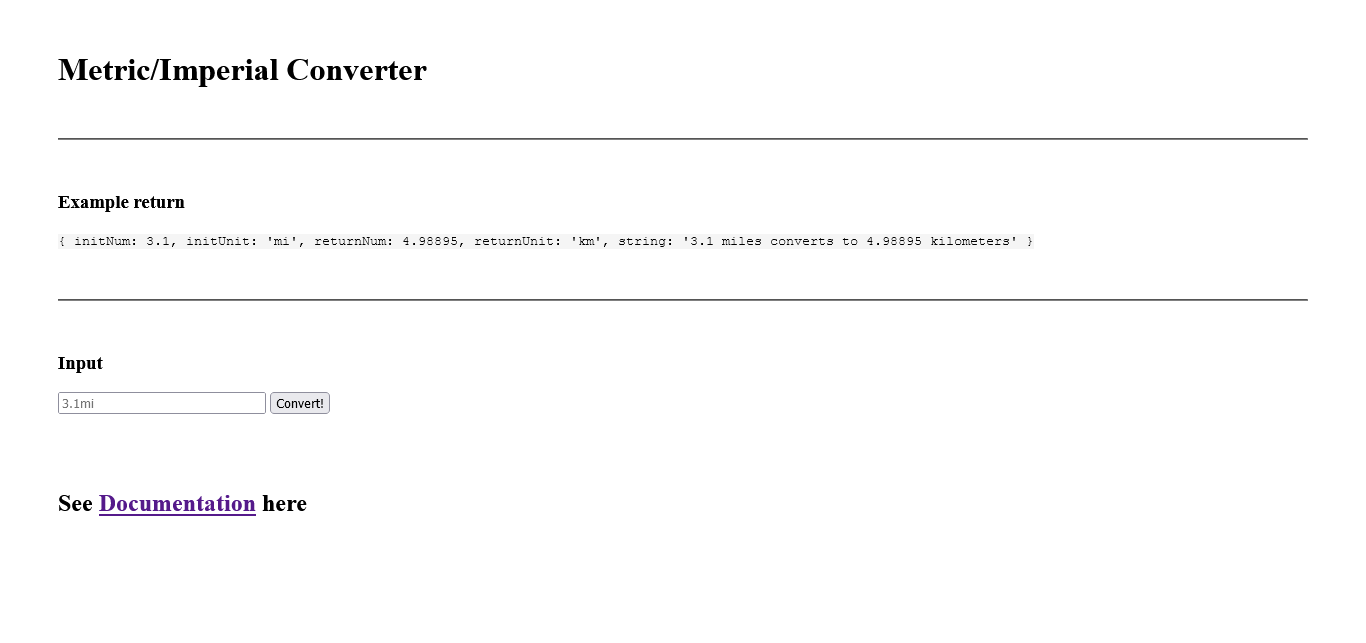 Metric/Imperial Converter
Example return
{ initNum: 3.1, initUnit: 'mi', returnNum: 4.98895, returnUnit: 'km', string: '3.1 miles converts to 4.98895 kilometers' }
Input
3.1mi Convert!
See Documentation here